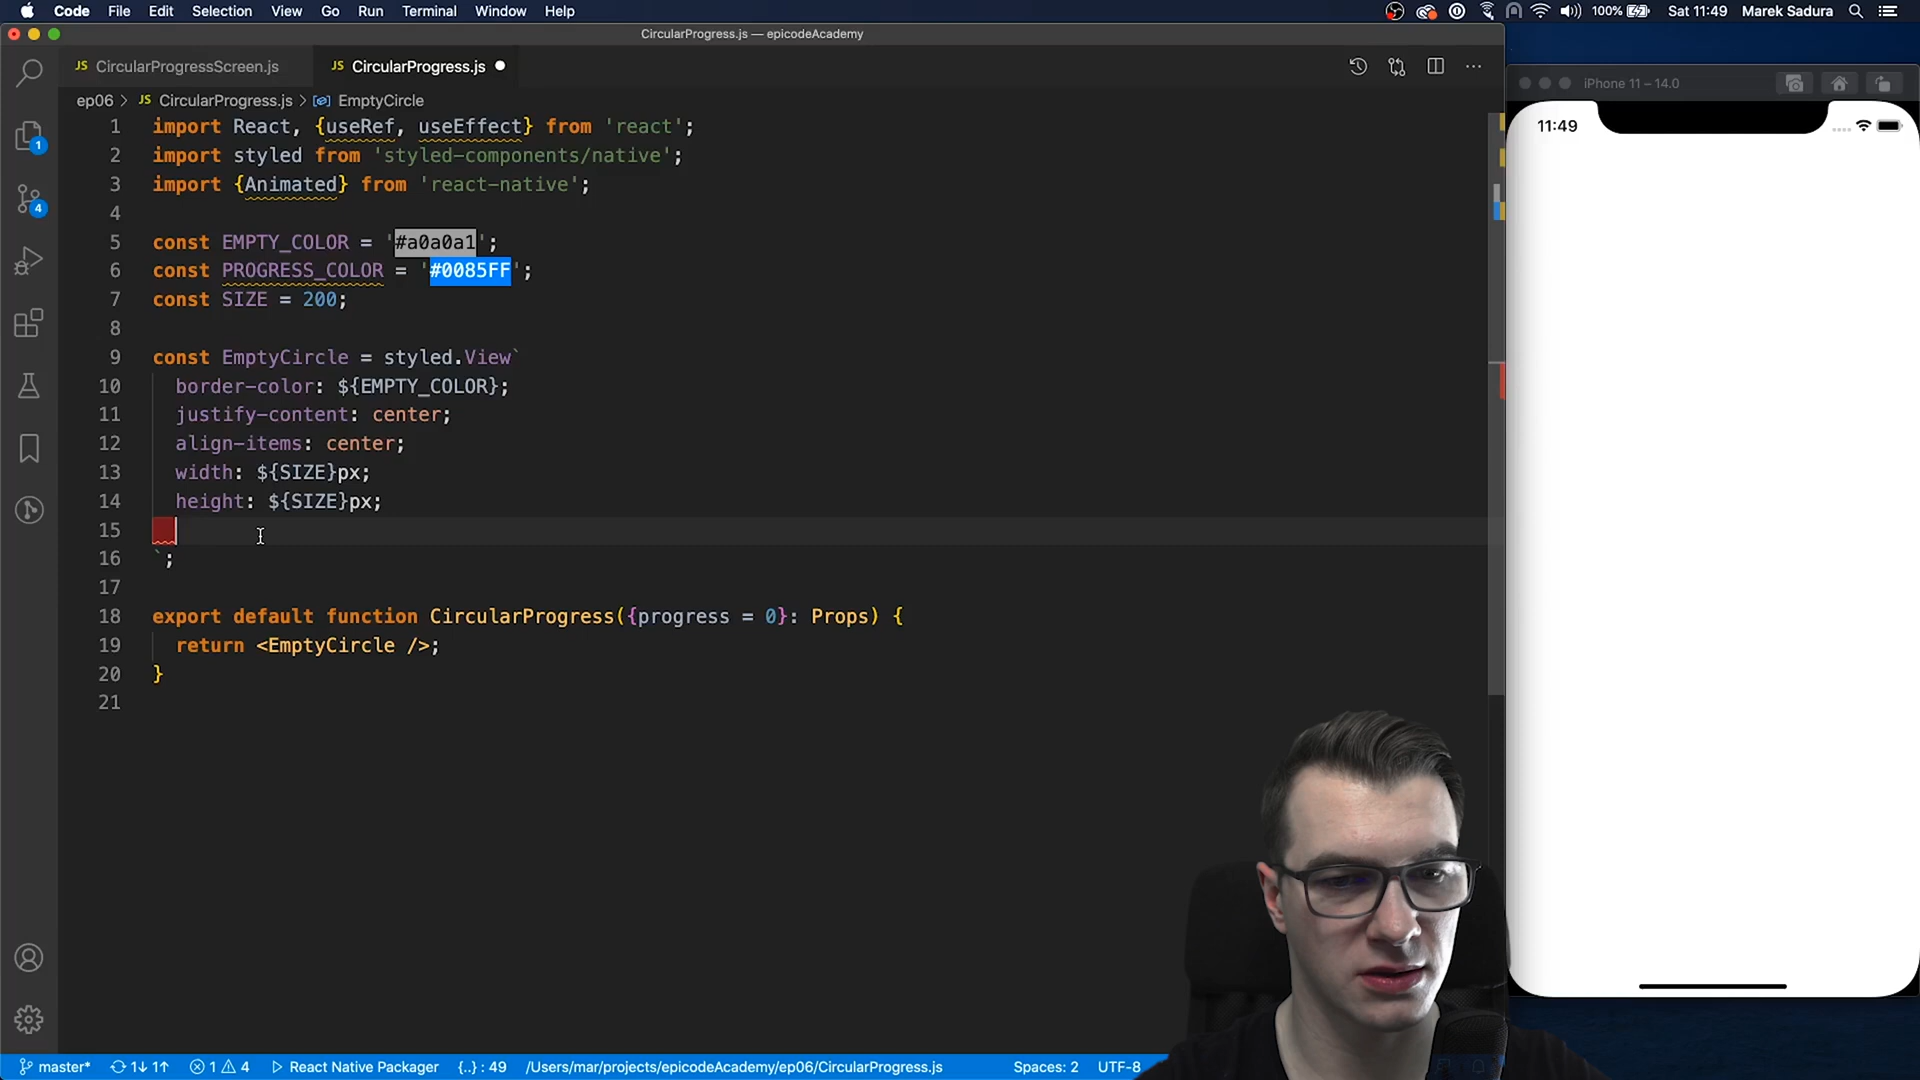 Code File Edit Selection View Go Run Terminal Window Help 100% Sat 11:49 Marek Sadura
CircularProgress.js — epicodeAcademy
JS CircularProgressScreen.js JS CircularProgress.js
ep06 > JS CircularProgress.js > EmptyCircle
1 import React, {useRef, useEffect} from 'react';
2 import styled from 'styled-components/native';
3 import {Animated} from 'react-native';
4
5 const EMPTY_COLOR = '#a0a0a1';
6 const PROGRESS_COLOR = '#0085FF';
7 const SIZE = 200;
8
9 const EmptyCircle = styled.View`
10 border-color: ${EMPTY_COLOR};
11 justify-content: center;
12 align-items: center;
13 width: ${SIZE}px;
14 height: ${SIZE}px;
15
16 `;
17
18 export default function CircularProgress({progress = 0}: Props) {
19 return <EmptyCircle />;
20 }
21
1
4
iPhone 11 – 14.0
11:49
master* 1↓ 1↑ 1 4 React Native Packager {..} : 49 /Users/mar/projects/epicodeAcademy/ep06/CircularProgress.js Spaces: 2 UTF-8